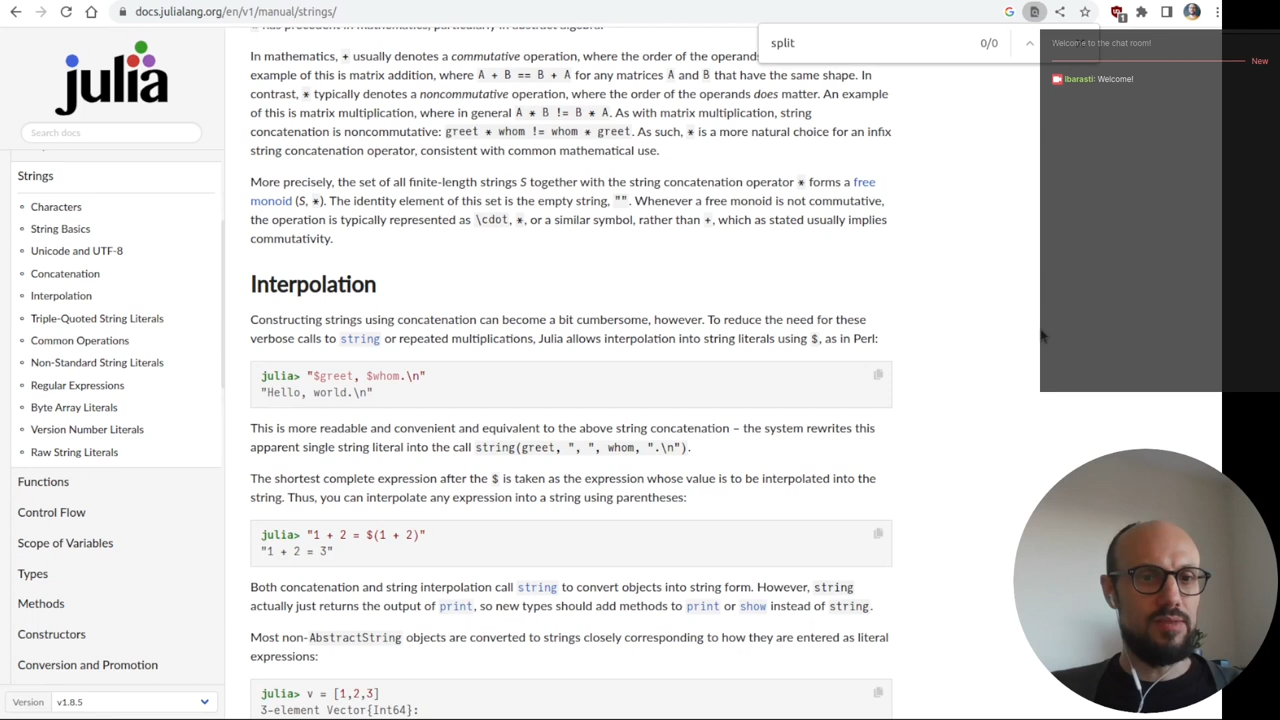 docs.julialang.org/en/v1/manual/strings/
split
0/0
1
Welcome to the chat room!
New
lbarasti: Welcome!
julia
Search docs
Strings
Characters
String Basics
Unicode and UTF-8
Concatenation
Interpolation
Triple-Quoted String Literals
Common Operations
Non-Standard String Literals
Regular Expressions
Byte Array Literals
Version Number Literals
Raw String Literals
Functions
Control Flow
Scope of Variables
Types
Methods
Constructors
Conversion and Promotion
Version
v1.8.5
In mathematics, + usually denotes a commutative operation, where the order of the operands
example of this is matrix addition, where A + B == B + A for any matrices A and B that have the same shape. In
contrast, * typically denotes a noncommutative operation, where the order of the operands does matter. An example
of this is matrix multiplication, where in general A * B != B * A. As with matrix multiplication, string
concatenation is noncommutative: greet * whom != whom * greet. As such, * is a more natural choice for an infix
string concatenation operator, consistent with common mathematical use.
More precisely, the set of all finite-length strings S together with the string concatenation operator * forms a free
monoid (S, *). The identity element of this set is the empty string, "". Whenever a free monoid is not commutative,
the operation is typically represented as \cdot, *, or a similar symbol, rather than +, which as stated usually implies
commutativity.
Interpolation
Constructing strings using concatenation can become a bit cumbersome, however. To reduce the need for these
verbose calls to string or repeated multiplications, Julia allows interpolation into string literals using $, as in Perl:
julia> "$greet, $whom.\n"
"Hello, world.\n"
This is more readable and convenient and equivalent to the above string concatenation – the system rewrites this
apparent single string literal into the call string(greet, ", ", whom, ".\n").
The shortest complete expression after the $ is taken as the expression whose value is to be interpolated into the
string. Thus, you can interpolate any expression into a string using parentheses:
julia> "1 + 2 = $(1 + 2)"
"1 + 2 = 3"
Both concatenation and string interpolation call string to convert objects into string form. However, string
actually just returns the output of print, so new types should add methods to print or show instead of string.
Most non-AbstractString objects are converted to strings closely corresponding to how they are entered as literal
expressions:
julia> v = [1,2,3]
3-element Vector{Int64}: